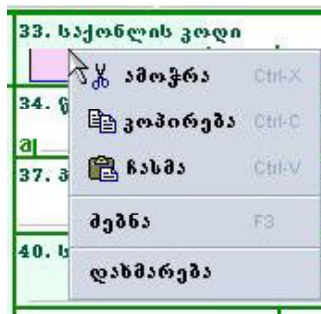 33. საქონლის კოდი
ამოჭრა Ctrl-X
34.
კოპირება Ctrl-C
a
ჩასმა Ctrl-V
37.
ძებნა F3
40. ს
დახმარება